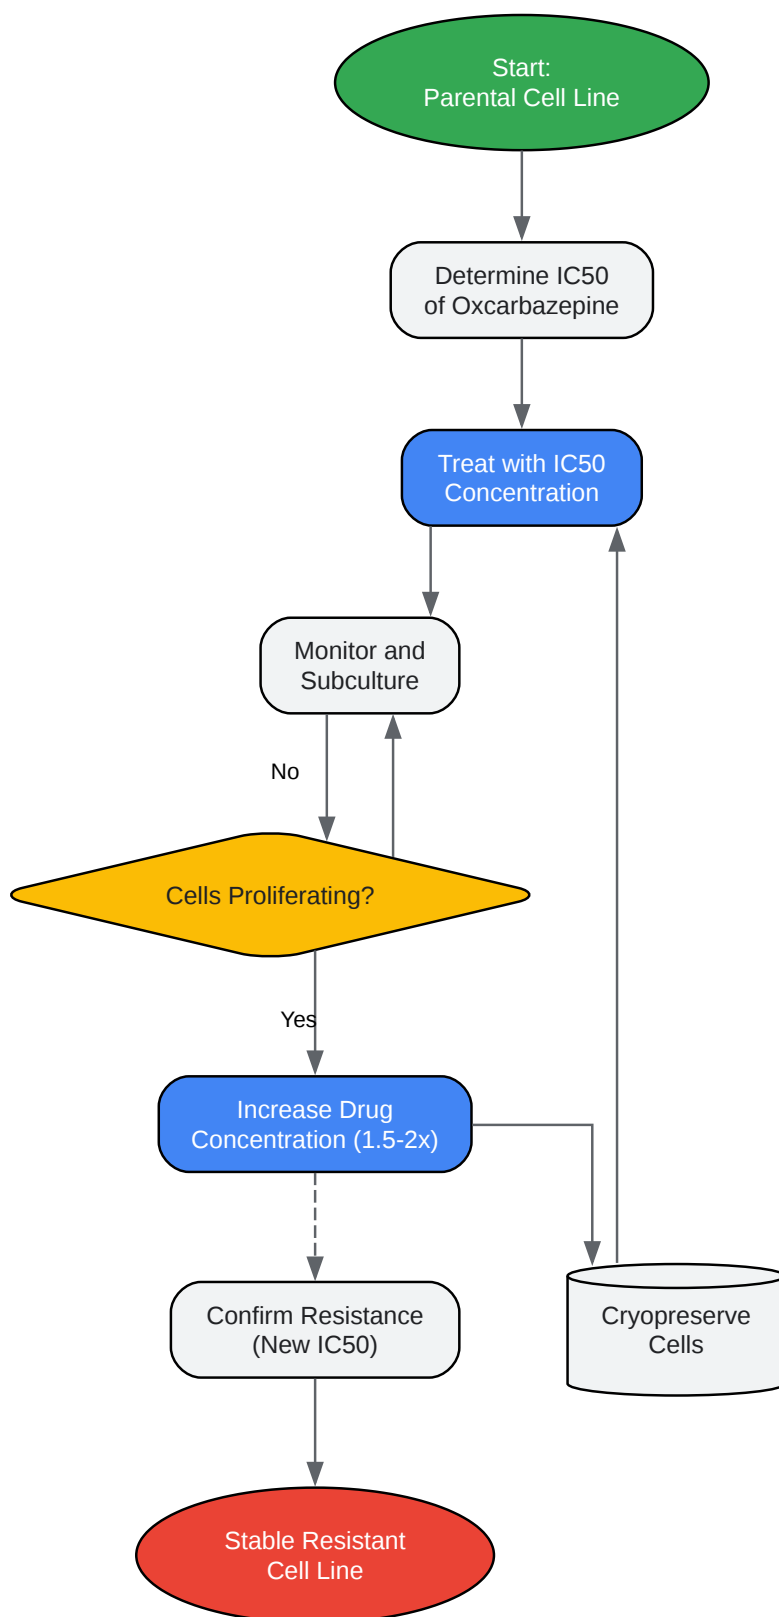 Start:
Parental Cell Line
Determine IC50
of Oxcarbazepine
Treat with IC50
Concentration
Monitor and
Subculture
No
Cells Proliferating?
Yes
Increase Drug
Concentration (1.5-2x)
Confirm Resistance
(New IC50)
Cryopreserve
Cells
Stable Resistant
Cell Line